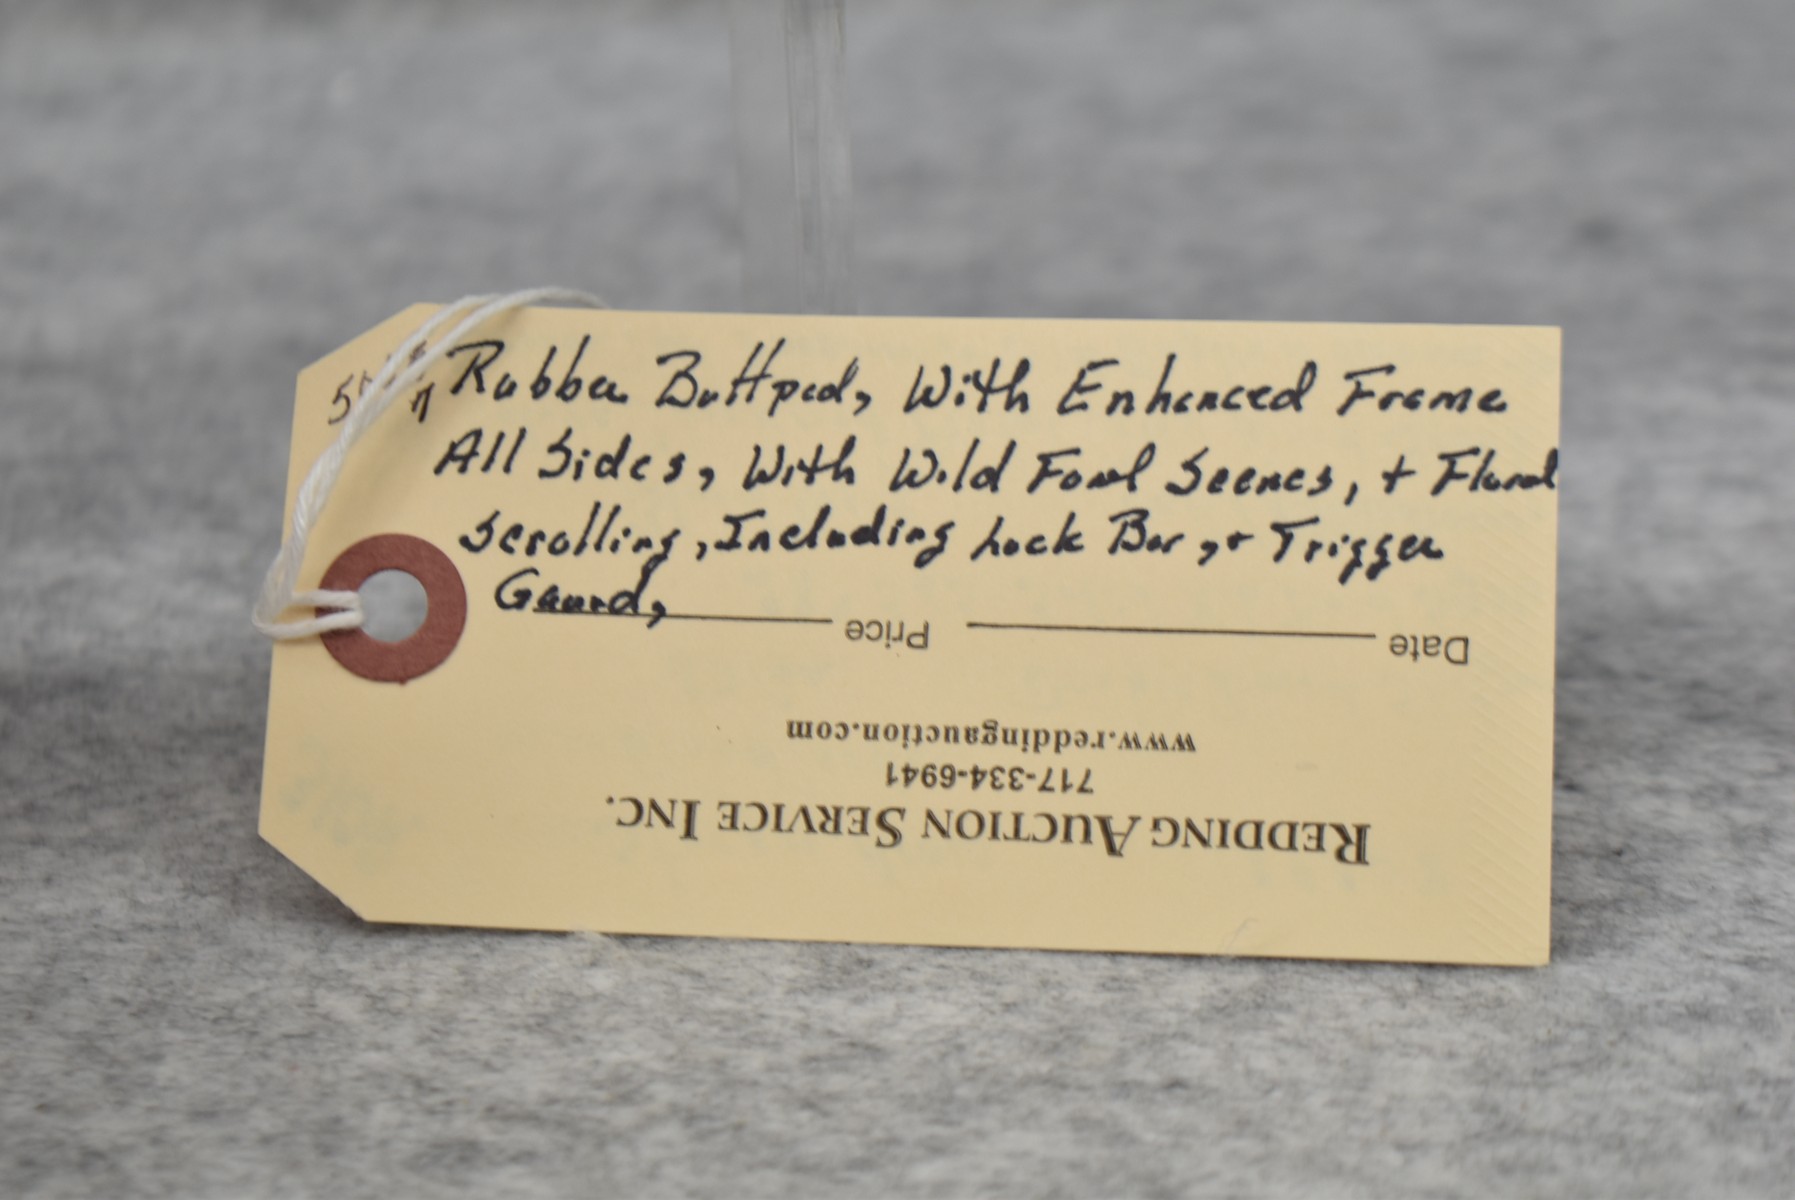 Rubber Buttpad, With Enhanced Frame
All Sides, With Wild Fowl Scenes, + Floral
Scrolling, Including Lock Bar, + Trigger
Gaurd,
Price Date
www.reddingauction.com
717-334-6941
REDDING AUCTION SERVICE INC.